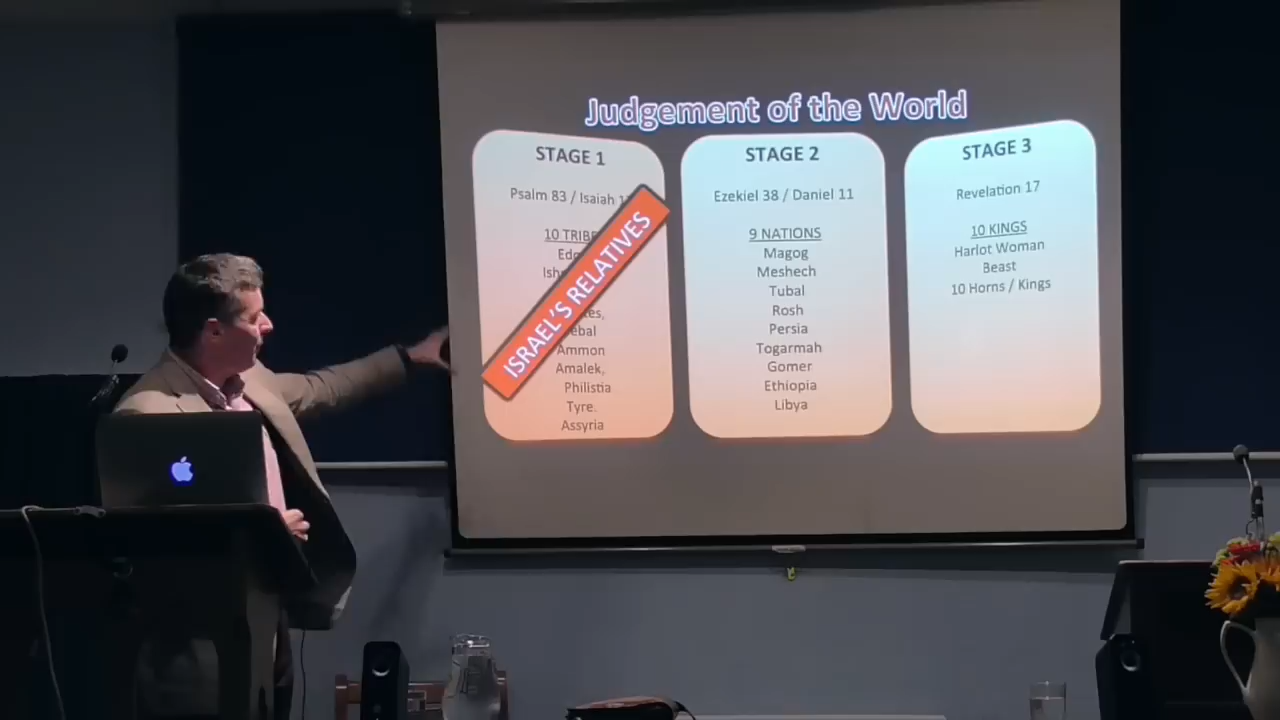 Judgement of the World
STAGE 1
Psalm 83 / Isaiah
10
ISRAEL'S RELATIVES
Ammon
Amalek,
Philistia
Tyre.
Assyria
STAGE 2
Ezekiel 38 / Daniel 11
9 NATIONS
Magog
Meshech
Tubal
Rosh
Persia
Togarmah
Gomer
Ethiopia
Libya
STAGE 3
Revelation 17
10 KINGS
Harlot Woman
Beast
10 Horns / Kings